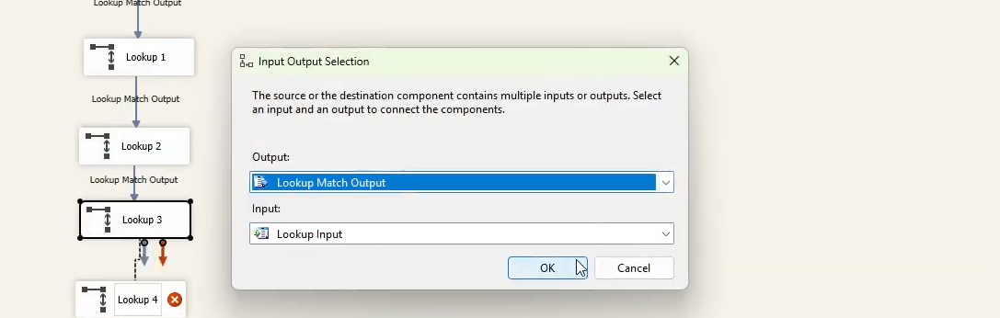 Lookup Match Output
Lookup 1
Lookup Match Output
Lookup 2
Lookup Match Output
Lookup 3
Lookup 4
Input Output Selection
The source or the destination component contains multiple inputs or outputs. Select
an input and an output to connect the components.
Output:
Lookup Match Output
Input:
Lookup Input
OK
Cancel